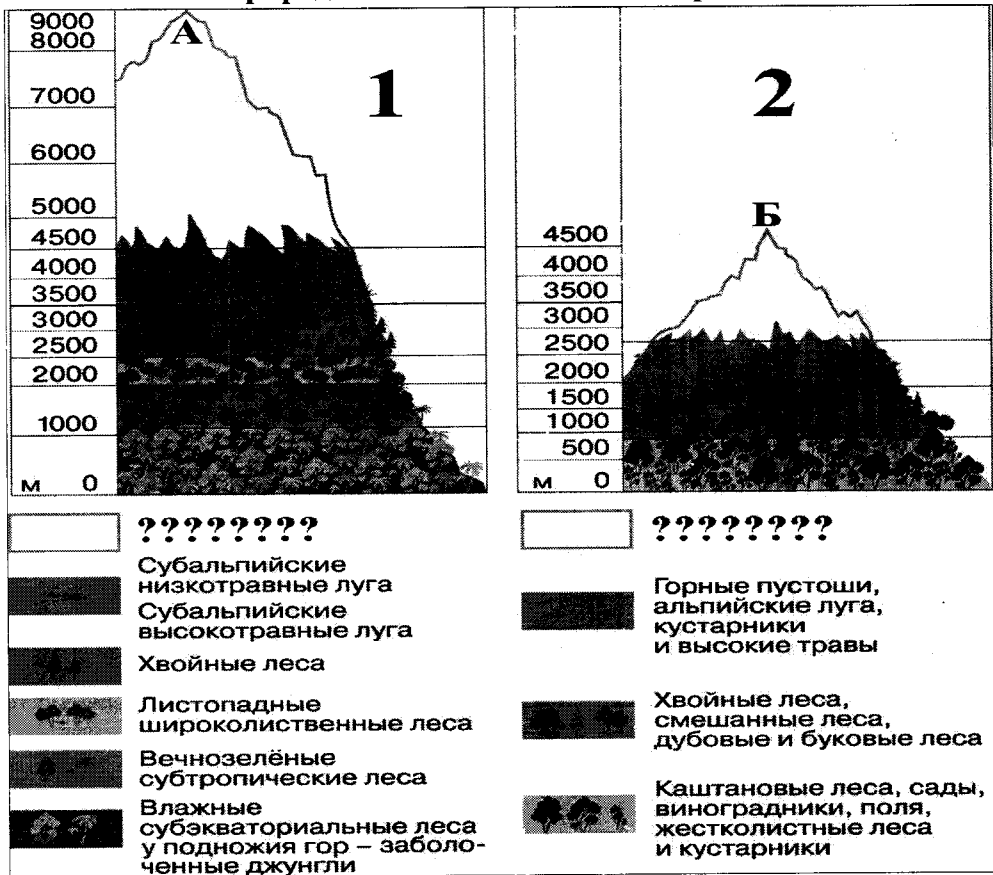 9000
8000
7000
6000
5000
4500
4000
3500
3000
2500
2000
1000
м 0
А
1
4500
4000
3500
3000
2500
2000
1500
1000
500
м 0
Б
2
????????
Субальпийские
низкотравные луга
Субальпийские
высокотравные луга
Хвойные леса
Листопадные
широколиственные леса
Вечнозелёные
субтропические леса
Влажные
субэкваториальные леса
у подножия гор – заболо-
ченные джунгли
????????
Горные пустоши,
альпийские луга,
кустарники
и высокие травы
Хвойные леса,
смешанные леса,
дубовые и буковые леса
Каштановые леса, сады,
виноградники, поля,
жестколистные леса
и кустарники